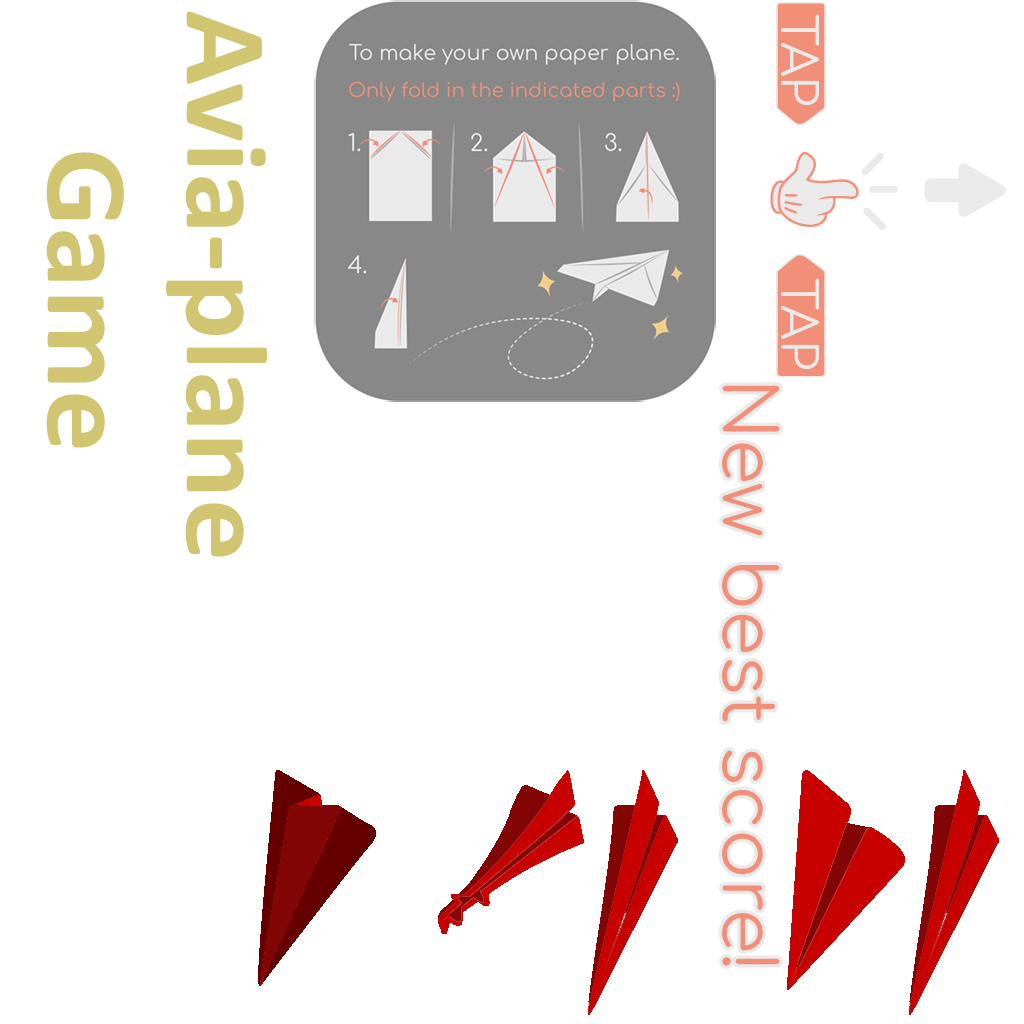 Avia-plane
Game
To make your own paper plane.
Only fold in the indicated parts :)
1.
2.
3.
4.
TAP
TAP
New best score!